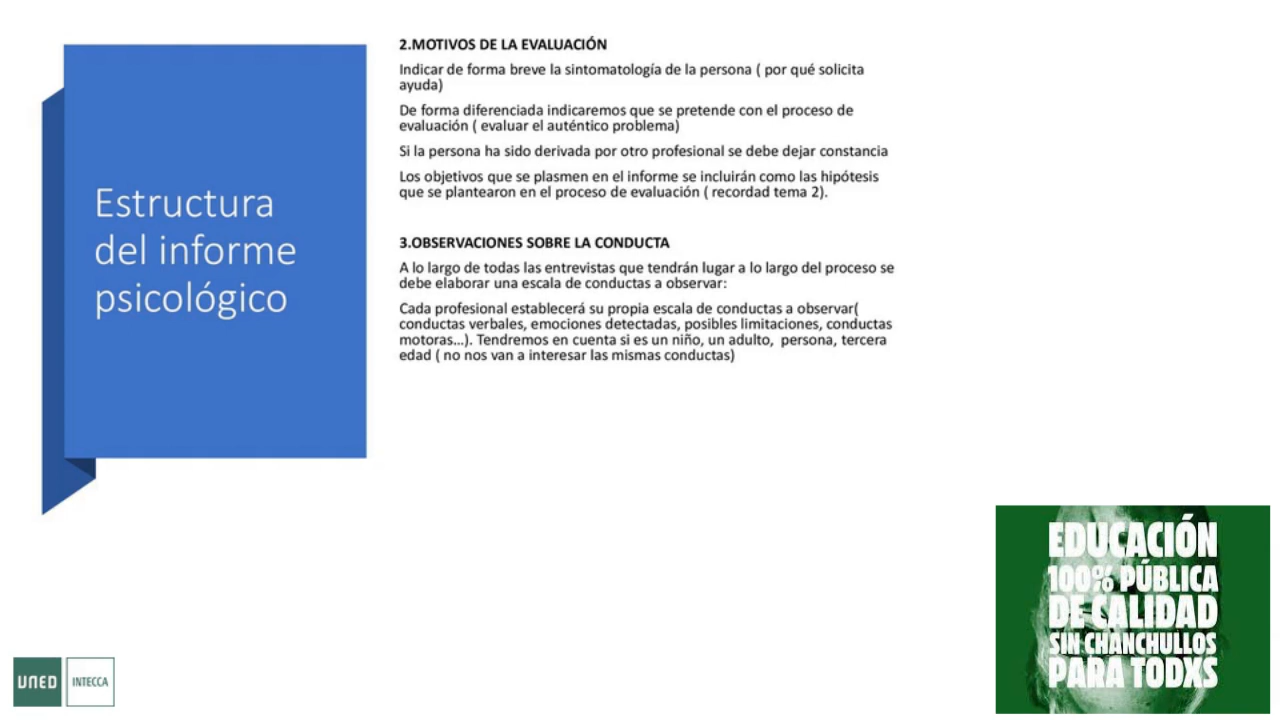 Estructura
del informe
psicológico
2.MOTIVOS DE LA EVALUACIÓN
Indicar de forma breve la sintomatología de la persona ( por qué solicita
ayuda)
De forma diferenciada indicaremos que se pretende con el proceso de
evaluación ( evaluar el auténtico problema)
Si la persona ha sido derivada por otro profesional se debe dejar constancia
Los objetivos que se plasmen en el informe se incluirán como las hipótesis
que se plantearon en el proceso de evaluación ( recordad tema 2).
3.OBSERVACIONES SOBRE LA CONDUCTA
A lo largo de todas las entrevistas que tendrán lugar a lo largo del proceso se
debe elaborar una escala de conductas a observar:
Cada profesional establecerá su propia escala de conductas a observar(
conductas verbales, emociones detectadas, posibles limitaciones, conductas
motoras...). Tendremos en cuenta si es un niño, un adulto, persona, tercera
edad ( no nos van a interesar las mismas conductas)
EDUCACIÓN
100% PÚBLICA
DE CALIDAD
SIN CHANCHULLOS
PARA TODXS
UNED INTECCA